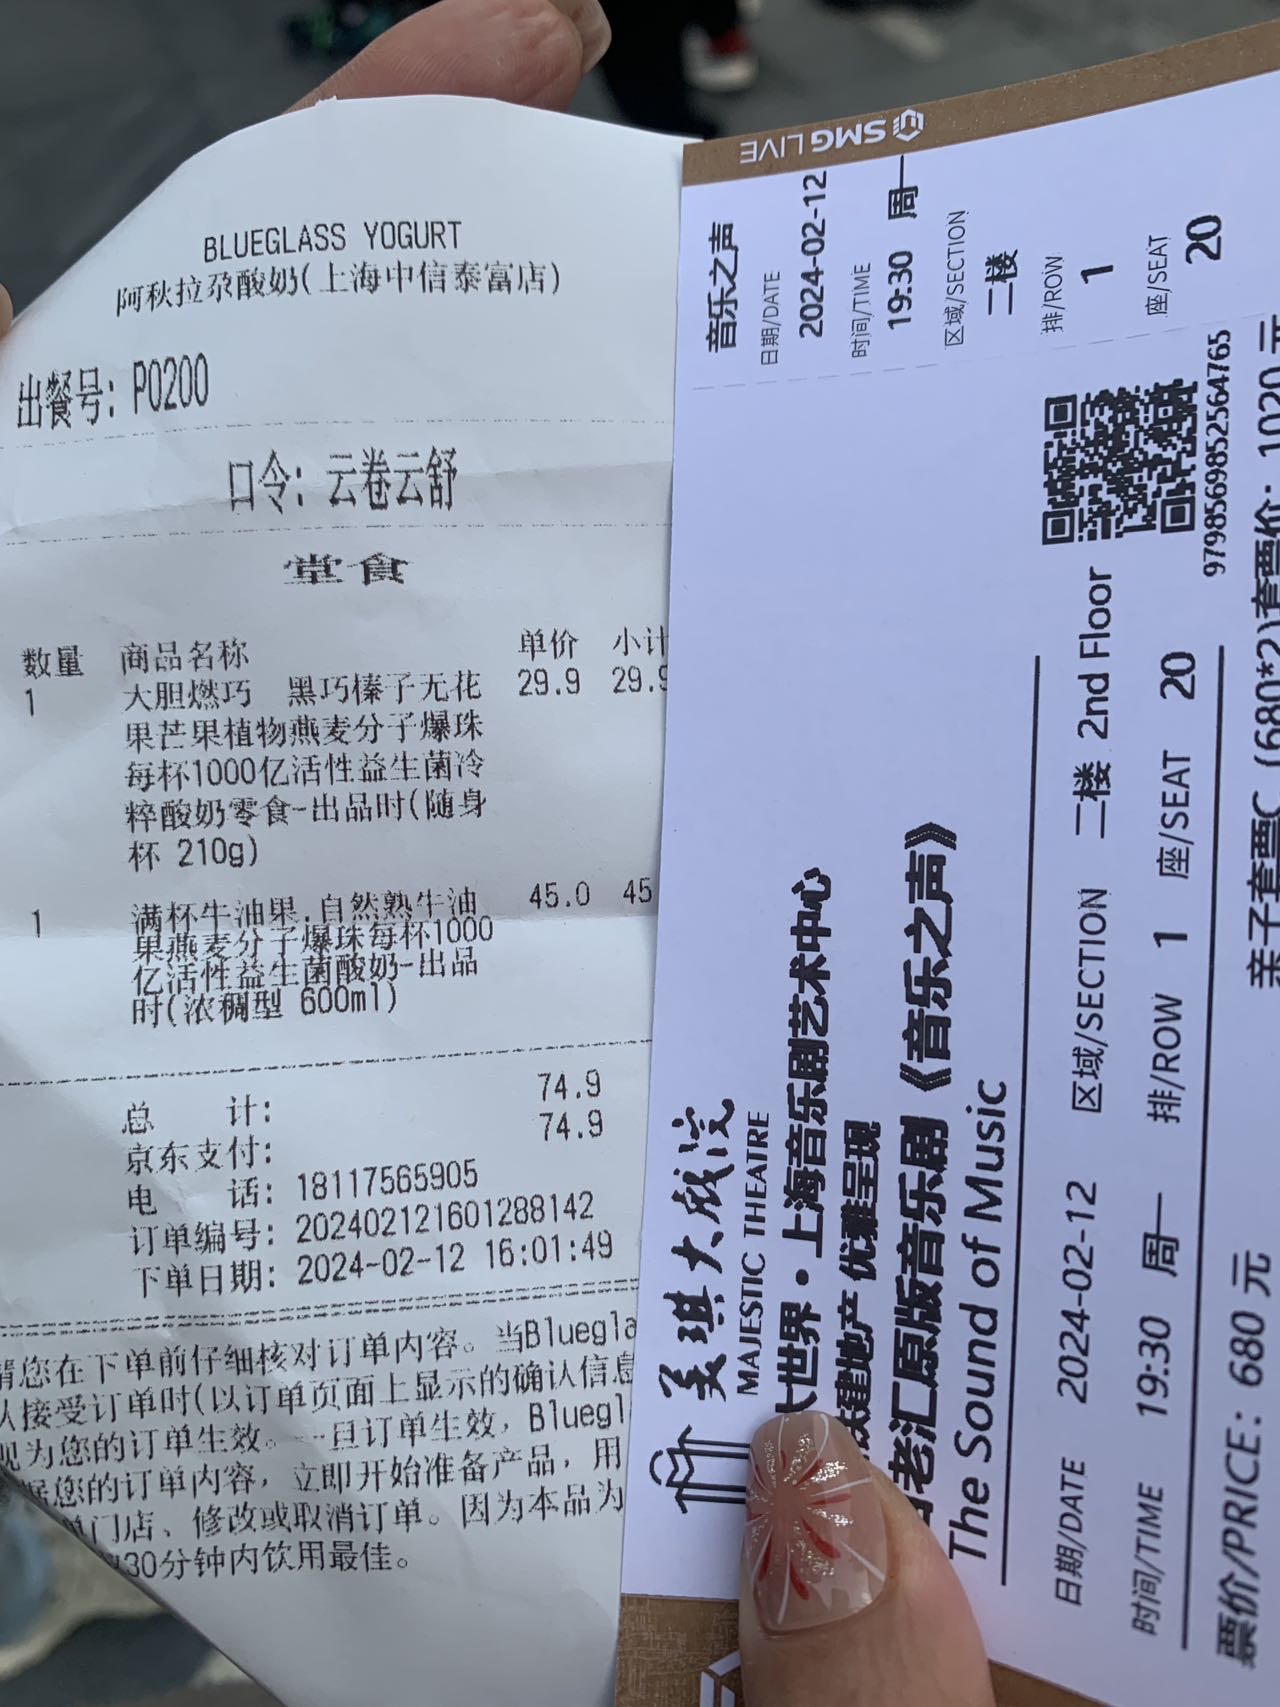 BLUEGLASS YOGURT
阿秋拉尕酸奶(上海中信泰富店)
出餐号: P0200
口令: 云卷云舒
堂食
数量 商品名称 单价 小计
1 大胆燃巧 黑巧榛子无花 29.9 29.9
果芒果植物燕麦分子爆珠
每杯1000亿活性益生菌冷
粹酸奶零食-出品时(随身
杯 210g)
1 满杯牛油果.自然熟牛油 45.0 45
果燕麦分子爆珠每杯1000
亿活性益生菌酸奶-出品
时(浓稠型 600ml)
总 计: 74.9
京东支付: 74.9
电 话: 18117565905
订单编号: 202402121601288142
下单日期: 2024-02-12 16:01:49
请您在下单前仔细核对订单内容。当Bluegla
认接受订单时(以订单页面上显示的确认信息
视为您的订单生效。一旦订单生效, Bluegl
据您的订单内容, 立即开始准备产品, 用
单门店、修改或取消订单。因为本品为
30分钟内饮用最佳。
SMG LIVE
音乐之声
日期/DATE
2024-02-12
时间/TIME
19:30 周一
区域/SECTION
二楼
排/ROW
1
座/SEAT
20
美琪大戏院
MAJESTIC THEATRE
大世界·上海音乐剧艺术中心
建地产 优雅呈现
百老汇原版音乐剧《音乐之声》
The Sound of Music
日期/DATE 2024-02-12 区域/SECTION 二楼 2nd Floor
时间/TIME 19:30 周一 排/ROW 1 座/SEAT 20
9798569852564765
票价/PRICE: 680 元
亲子套票C (680*2)套票价: 1020 元